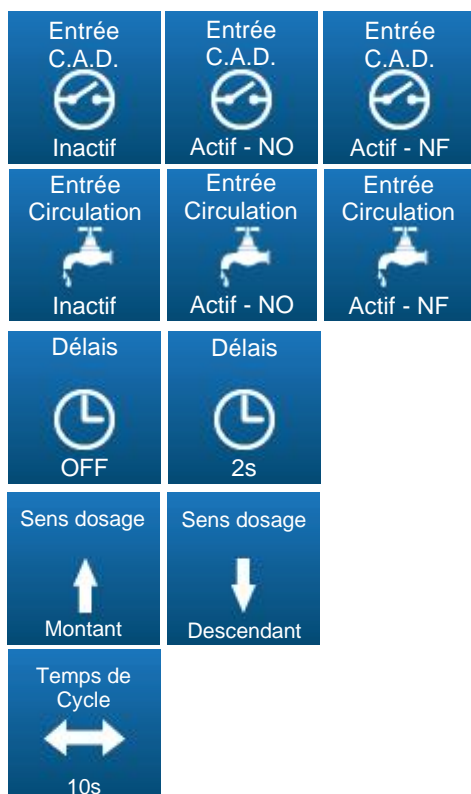 Entrée
C.A.D.
Inactif
Entrée
C.A.D.
Actif - NO
Entrée
C.A.D.
Actif - NF
Entrée
Circulation
Inactif
Entrée
Circulation
Actif - NO
Entrée
Circulation
Actif - NF
Délais
OFF
Délais
2s
Sens dosage
Montant
Sens dosage
Descendant
Temps de
Cycle
10s